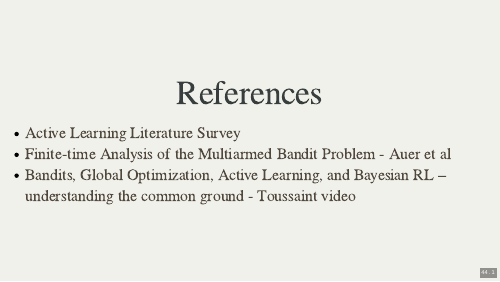 References
• Active Learning Literature Survey
• Finite-time Analysis of the Multiarmed Bandit Problem - Auer et al
• Bandits, Global Optimization, Active Learning, and Bayesian RL –
understanding the common ground - Toussaint video
44.1